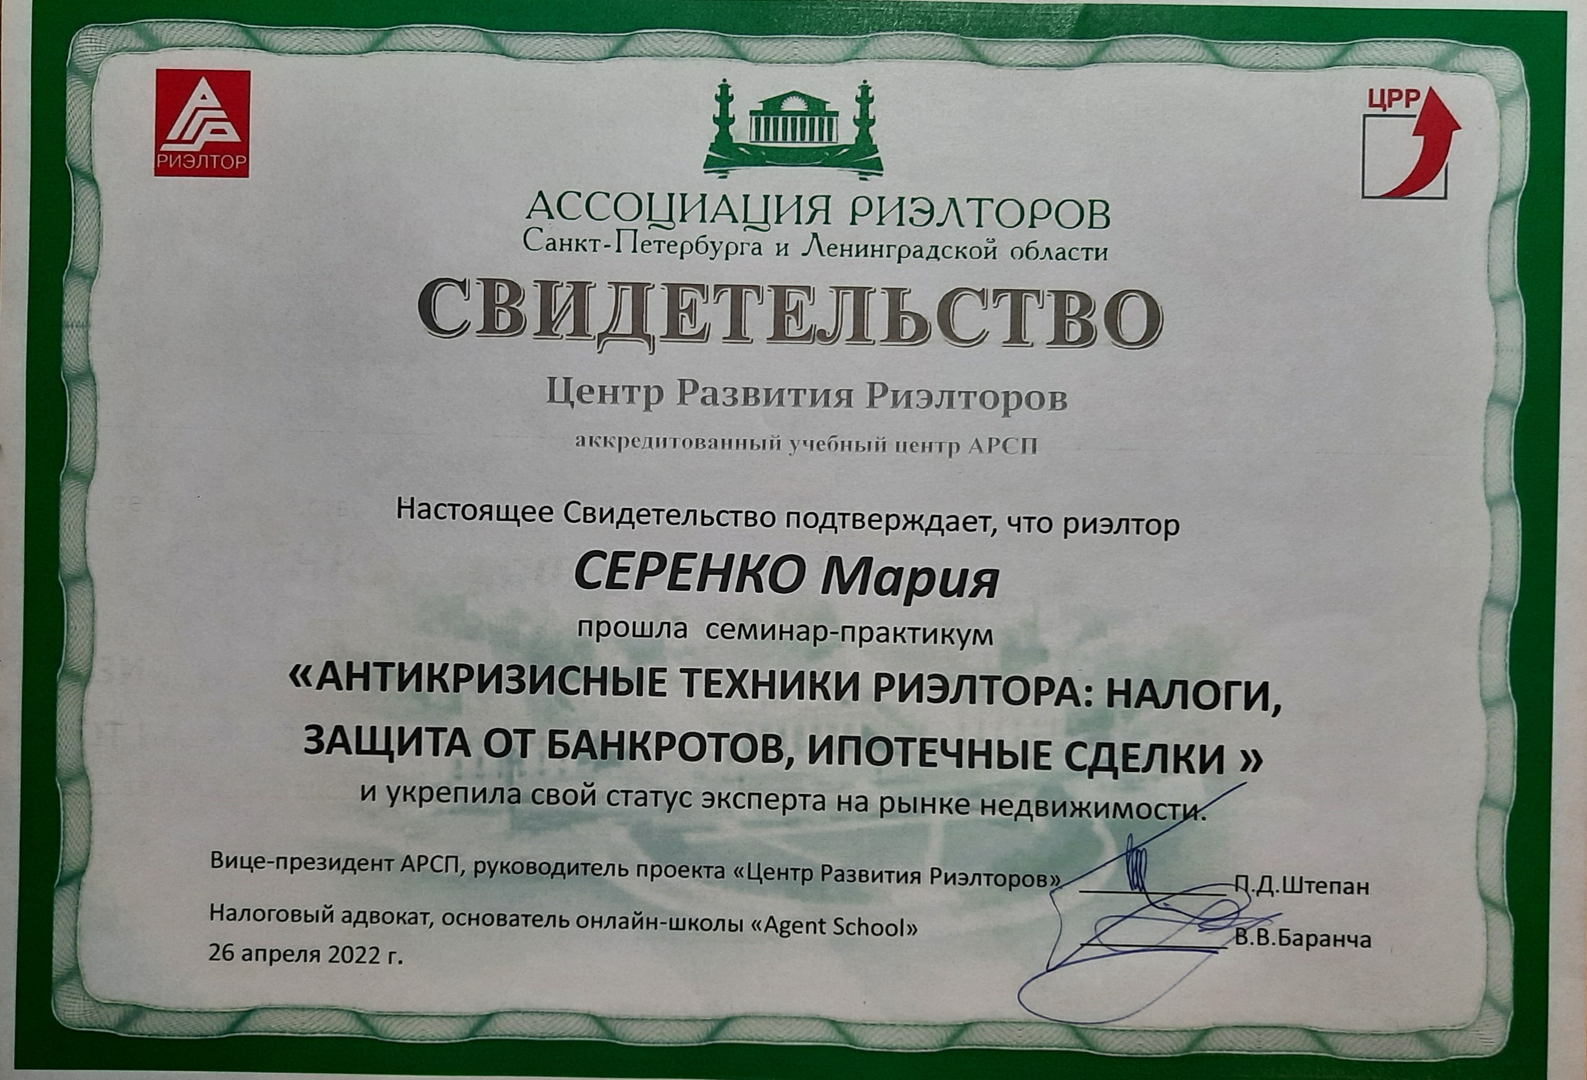 РИЭЛТОР
ЦРР
АССОЦИАЦИЯ РИЭЛТОРОВ
Санкт-Петербурга и Ленинградской области
СВИДЕТЕЛЬСТВО
Центр Развития Риэлторов
аккредитованный учебный центр АРСП
Настоящее Свидетельство подтверждает, что риэлтор
СЕРЕНКО Мария
прошла семинар-практикум
«АНТИКРИЗИСНЫЕ ТЕХНИКИ РИЭЛТОРА: НАЛОГИ,
ЗАЩИТА ОТ БАНКРОТОВ, ИПОТЕЧНЫЕ СДЕЛКИ »
и укрепила свой статус эксперта на рынке недвижимости.
Вице-президент АРСП, руководитель проекта «Центр Развития Риэлторов» П.Д.Штепан
Налоговый адвокат, основатель онлайн-школы «Agent School» В.В.Баранча
26 апреля 2022 г.